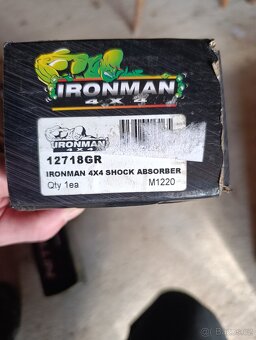 IRONMAN
4X4
IRONMAN
4X4
12718GR
IRONMAN 4X4 SHOCK ABSORBER
Qty 1ea M1220